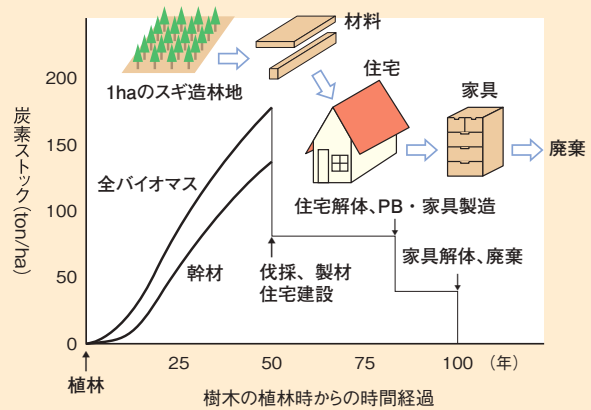 材料
1haのスギ造林地
住宅
家具
廃棄
炭素ストック(ton/ha)
200
150
100
50
0
全バイオマス
幹材
住宅解体、PB・家具製造
家具解体、廃棄
伐採、製材
住宅建設
25
50
75
100
(年)
植林
樹木の植林時からの時間経過